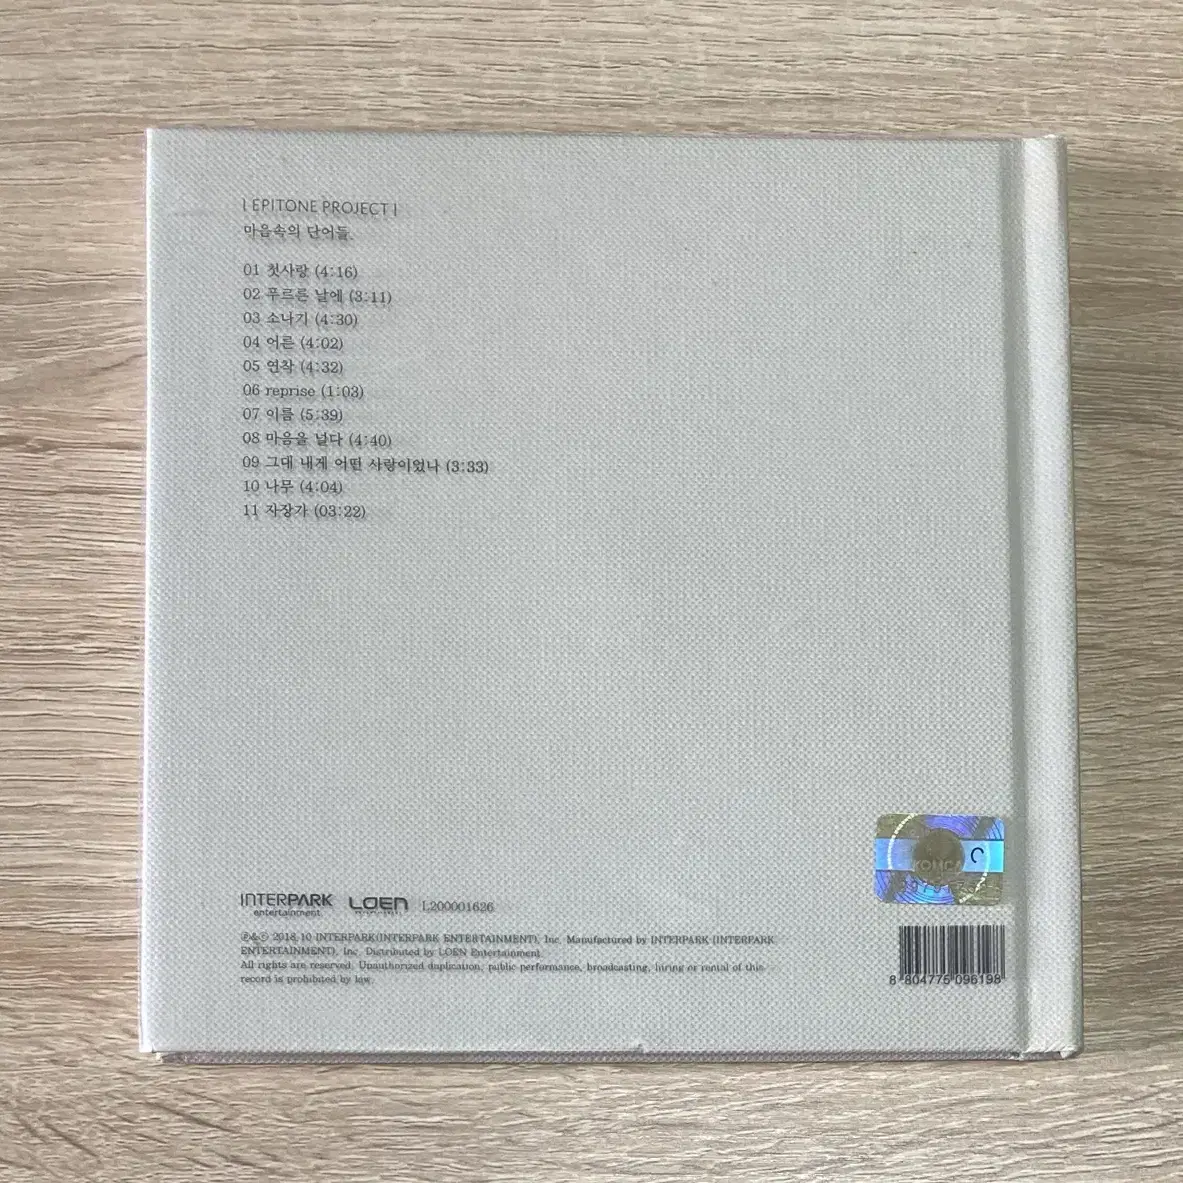 | EPITONE PROJECT |
마음속의 단어들.
01 첫사랑 (4:16)
02 푸르른 날에 (3:11)
03 소나기 (4:30)
04 어른 (4:02)
05 연착 (4:32)
06 reprise (1:03)
07 이름 (5:39)
08 마음을 널다 (4:40)
09 그대 내게 어떤 사랑이었나 (3:33)
10 나무 (4:04)
11 자장가 (03:22)
KOMCA C
INTERPARK LOEN L200001626
entertainment
℗&© 2018.10 INTERPARK(INTERPARK ENTERTAINMENT), Inc. Manufactured by INTERPARK (INTERPARK
ENTERTAINMENT), Inc. Distributed by LOEN Entertainment.
All rights are reserved. Unauthorized duplication, public performance, broadcasting, hiring or rental of this
record is prohibited by law.
8 804775 096198